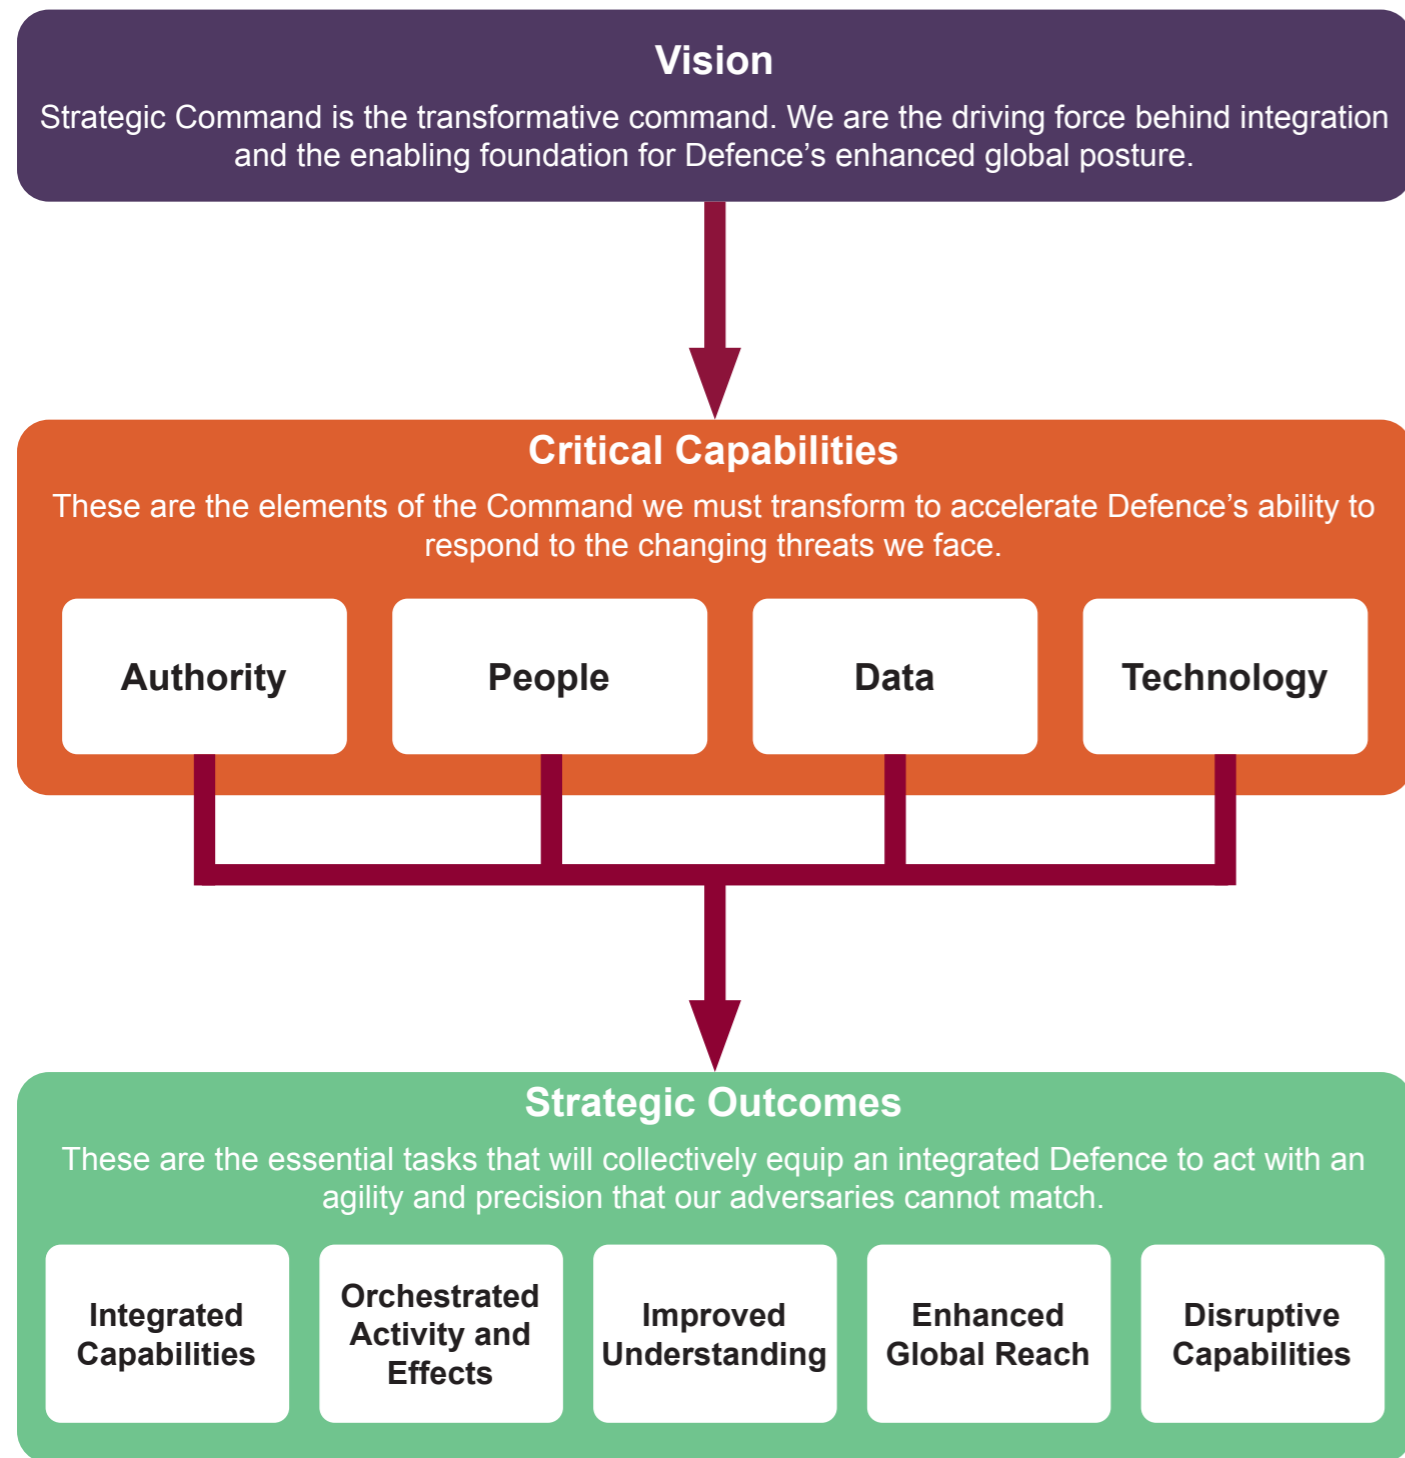 Vision
Strategic Command is the transformative command. We are the driving force behind integration
and the enabling foundation for Defence’s enhanced global posture.
Critical Capabilities
These are the elements of the Command we must transform to accelerate Defence’s ability to
respond to the changing threats we face.
Authority
People
Data
Technology
Strategic Outcomes
These are the essential tasks that will collectively equip an integrated Defence to act with an
agility and precision that our adversaries cannot match.
Integrated
Capabilities
Orchestrated
Activity and
Effects
Improved
Understanding
Enhanced
Global Reach
Disruptive
Capabilities